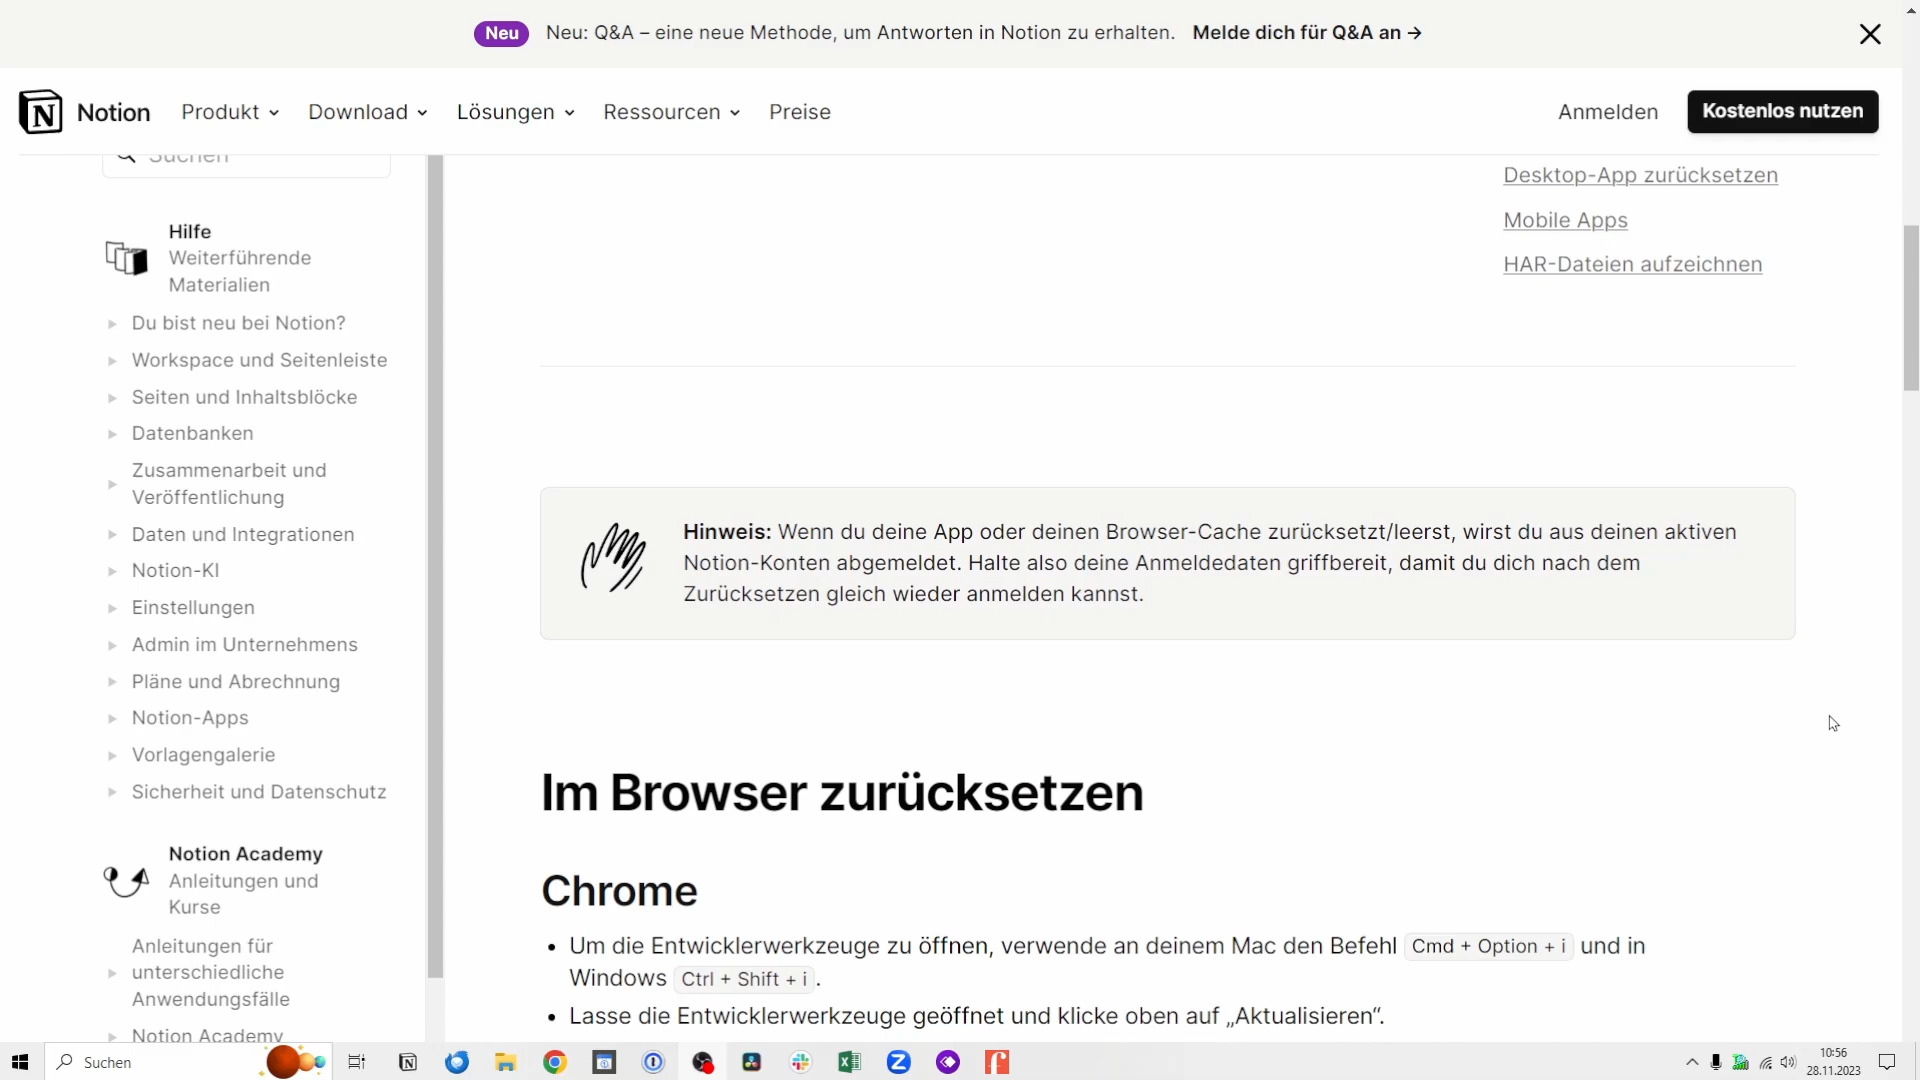 Neu Neu: Q&A – eine neue Methode, um Antworten in Notion zu erhalten. Melde dich für Q&A an →
Notion Produkt Download Lösungen Ressourcen Preise Anmelden Kostenlos nutzen
Suchen
Hilfe
Weiterführende
Materialien
Du bist neu bei Notion?
Workspace und Seitenleiste
Seiten und Inhaltsblöcke
Datenbanken
Zusammenarbeit und
Veröffentlichung
Daten und Integrationen
Notion-KI
Einstellungen
Admin im Unternehmens
Pläne und Abrechnung
Notion-Apps
Vorlagengalerie
Sicherheit und Datenschutz
Notion Academy
Anleitungen und
Kurse
Anleitungen für
unterschiedliche
Anwendungsfälle
Notion Academy
Desktop-App zurücksetzen
Mobile Apps
HAR-Dateien aufzeichnen
Hinweis: Wenn du deine App oder deinen Browser-Cache zurücksetzt/leerst, wirst du aus deinen aktiven
Notion-Konten abgemeldet. Halte also deine Anmeldedaten griffbereit, damit du dich nach dem
Zurücksetzen gleich wieder anmelden kannst.
Im Browser zurücksetzen
Chrome
• Um die Entwicklerwerkzeuge zu öffnen, verwende an deinem Mac den Befehl Cmd + Option + i und in
Windows Ctrl + Shift + i .
• Lasse die Entwicklerwerkzeuge geöffnet und klicke oben auf „Aktualisieren“.
Suchen
10:56
28.11.2023